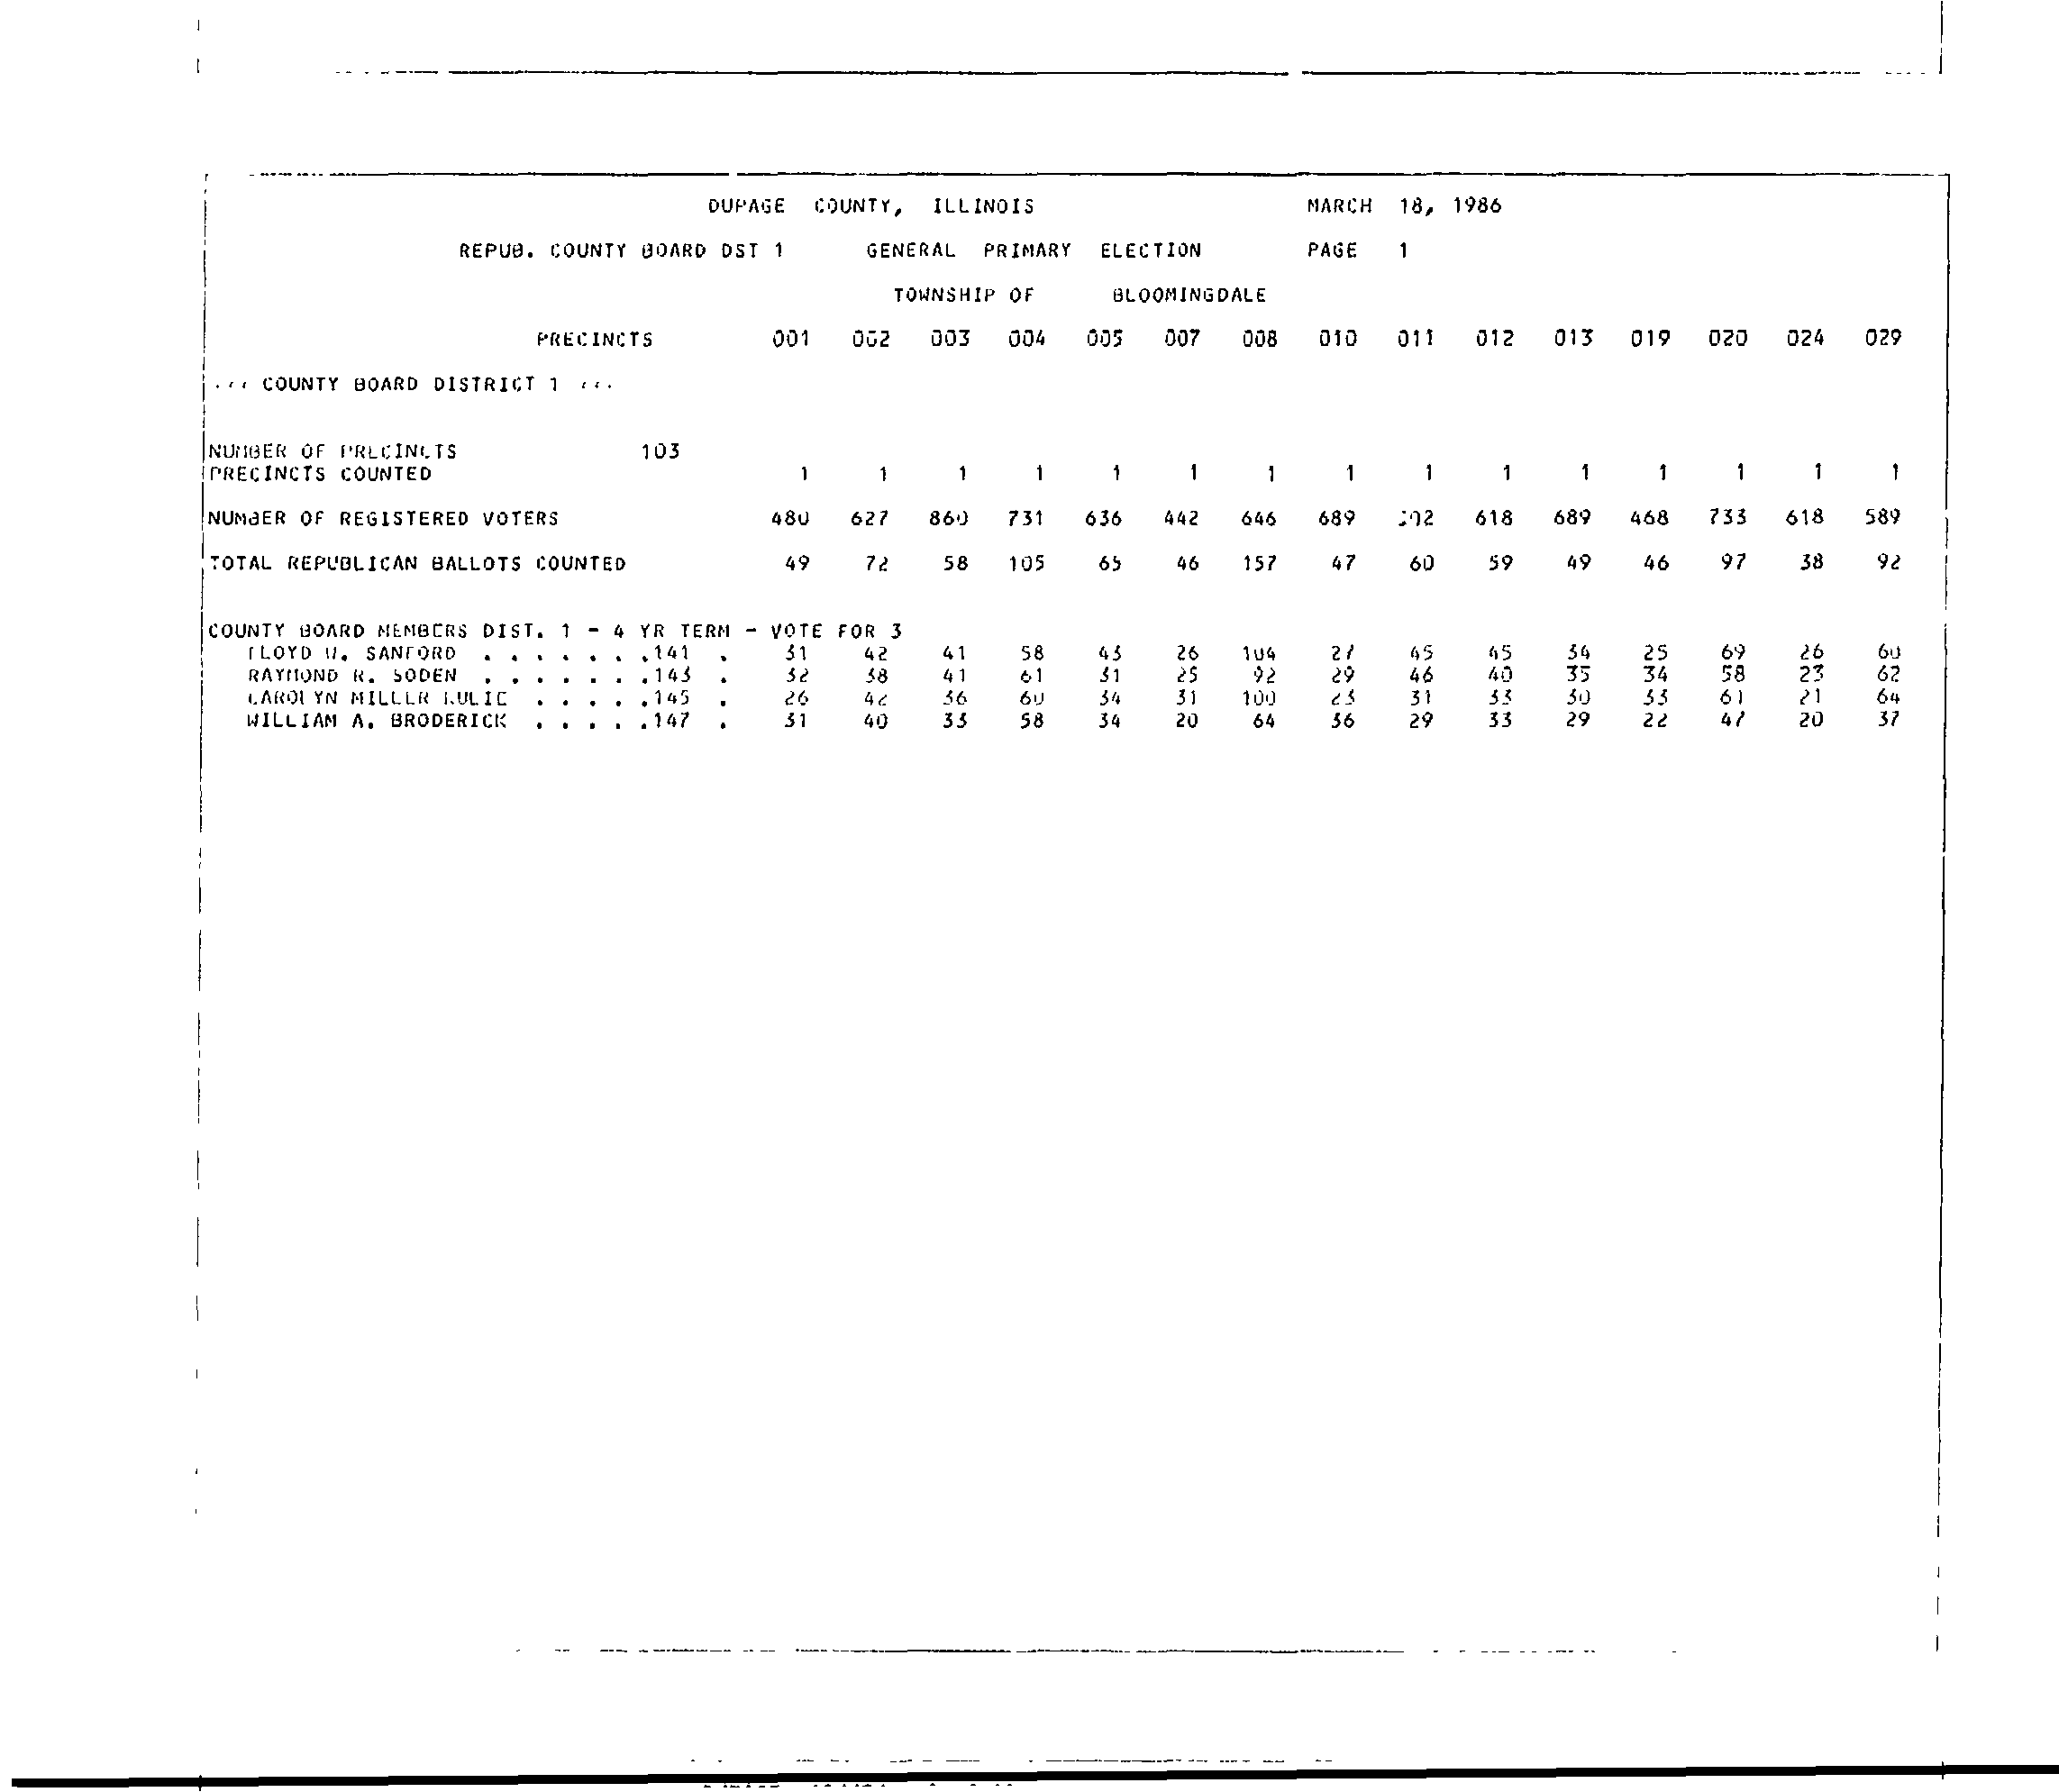 DUPAGE COUNTY, ILLINOIS MARCH 18, 1986
REPUB. COUNTY BOARD DST 1 GENERAL PRIMARY ELECTION PAGE 1
TOWNSHIP OF BLOOMINGDALE
PRECINCTS 001 002 003 004 005 007 008 010 011 012 013 019 020 024 029
COUNTY BOARD DISTRICT 1
NUMBER OF PRECINCTS 103
PRECINCTS COUNTED 1 1 1 1 1 1 1 1 1 1 1 1 1 1 1
NUMBER OF REGISTERED VOTERS 480 627 860 731 636 442 646 689 618 689 468 733 618 589
TOTAL REPUBLICAN BALLOTS COUNTED 49 72 58 105 65 46 157 47 60 59 49 46 97 38 92
COUNTY BOARD MEMBERS DIST. 1 - 4 YR TERM - VOTE FOR 3
FLOYD W. SANFORD . . . . . . .141 . 31 42 41 58 43 26 104 27 45 45 34 25 69 26 60
RAYMOND R. SODEN . . . . . . .143 . 32 38 41 61 31 25 92 29 46 40 35 34 58 23 62
CAROLYN MILLER . . . . .145 . 26 42 36 60 34 31 100 23 31 33 30 33 61 21 64
WILLIAM A. BRODERICK . . . . .147 . 31 40 33 58 34 20 64 36 29 33 29 22 47 20 37